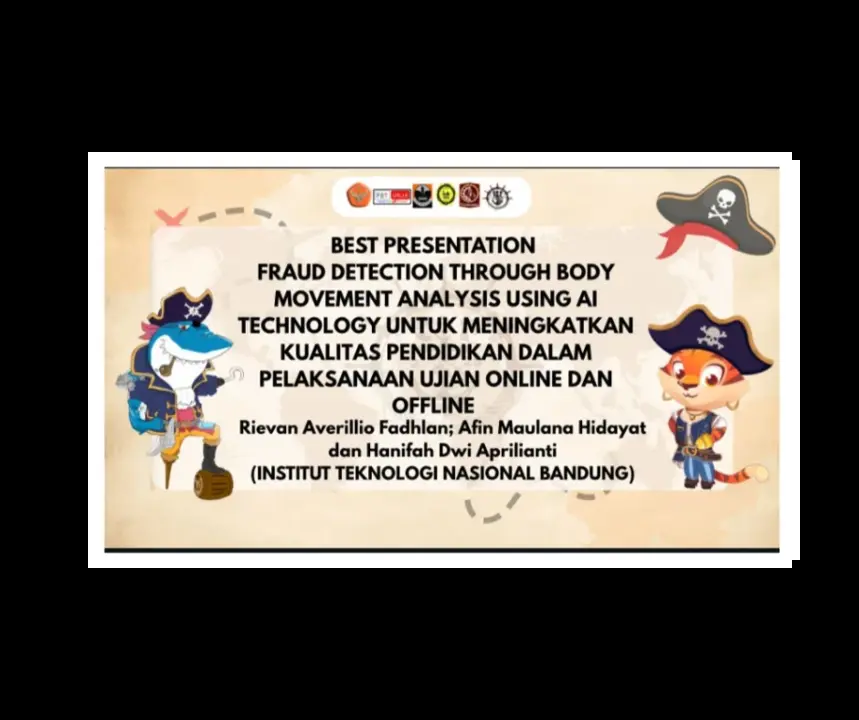 BEST PRESENTATION
FRAUD DETECTION THROUGH BODY
MOVEMENT ANALYSIS USING AI
TECHNOLOGY UNTUK MENINGKATKAN
KUALITAS PENDIDIKAN DALAM
PELAKSANAAN UJIAN ONLINE DAN
OFFLINE
Rievan Averillio Fadhlan; Afin Maulana Hidayat
dan Hanifah Dwi Aprilianti
(INSTITUT TEKNOLOGI NASIONAL BANDUNG)